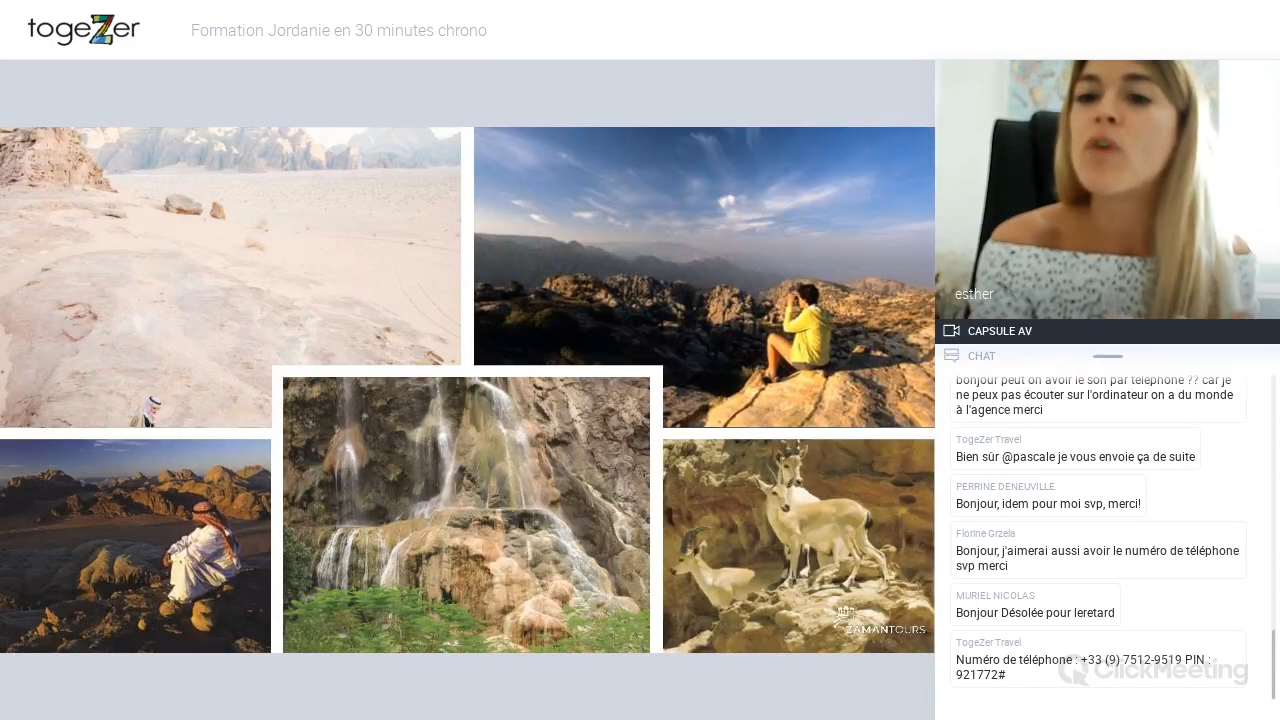 togeZer
Formation Jordanie en 30 minutes chrono
esther
CAPSULE AV
CHAT
bonjour peut on avoir le son par telephone ?? car je
ne peux pas écouter sur l'ordinateur on a du monde
à l'agence merci
TogeZer Travel
Bien sûr @pascale je vous envoie ça de suite
PERRINE DENEUVILLE
Bonjour, idem pour moi svp, merci!
Florine Grzela
Bonjour, j'aimerai aussi avoir le numéro de téléphone
svp merci
MURIEL NICOLAS
Bonjour Désolée pour leretard
TogeZer Travel
Numéro de téléphone : +33 (9) 7512-9519 PIN :
921772#
ClickMeeting
ZAMANTOURS